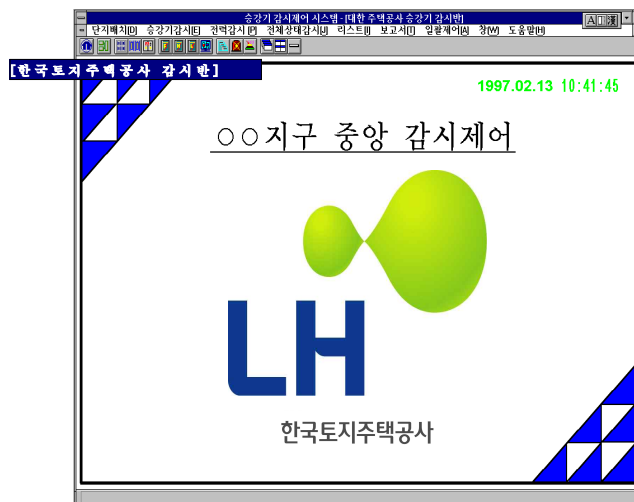 승강기 감시제어 시스템 - [대한 주택공사 승강기 감시반]
단지배치[D] 승강기감시[E] 전력감시[P] 전체상태감시[J] 리스트[I] 보고서[T] 일괄제어[A] 창[W] 도움말[H]
[한국토지주택공사 감시반]
1997.02.13 10:41:45
○○지구 중앙 감시제어
LH
한국토지주택공사